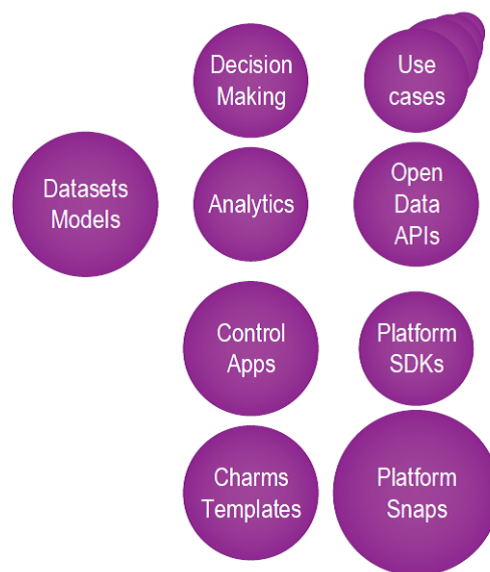 Decision
Making
Use
cases
Datasets
Models
Analytics
Open
Data
APIs
Control
Apps
Platform
SDKs
Charms
Templates
Platform
Snaps